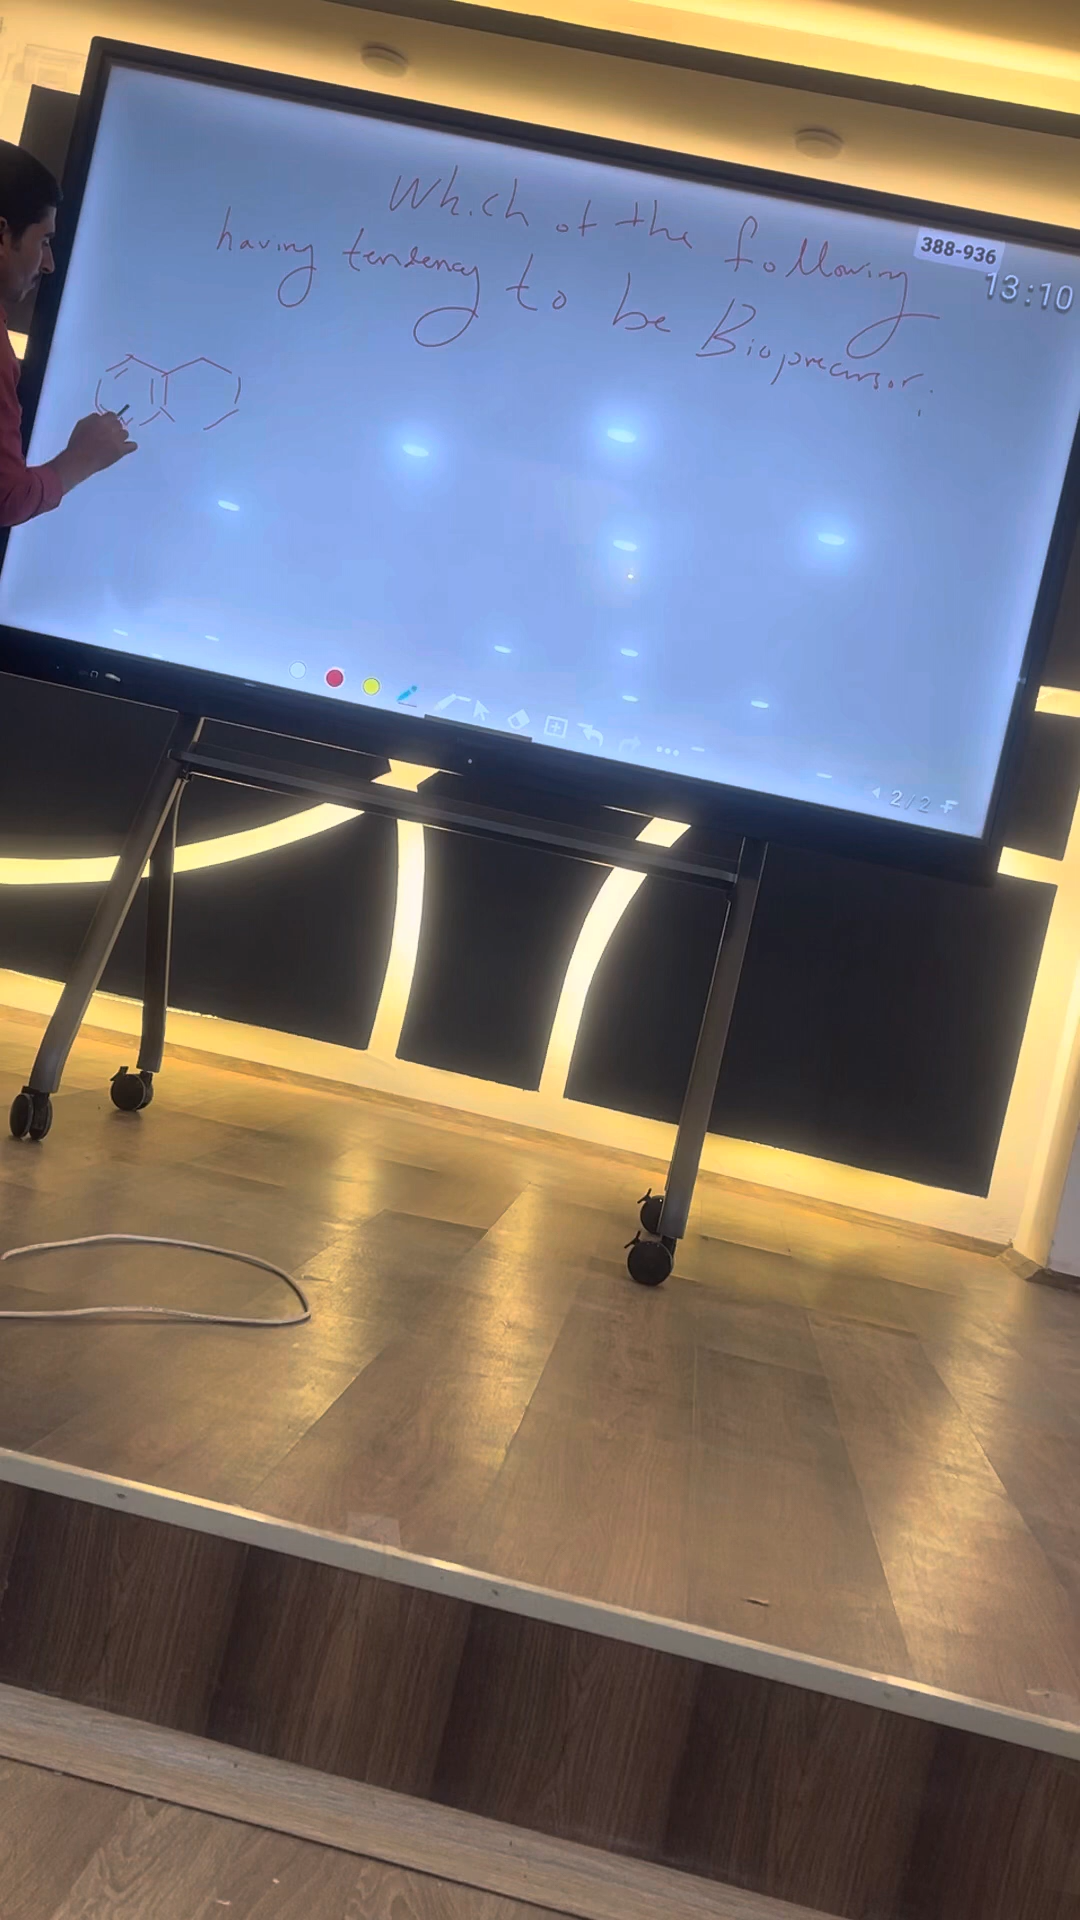 Which of the following
388-936
13:10
having tendency to be Bioprecursor.
2/2